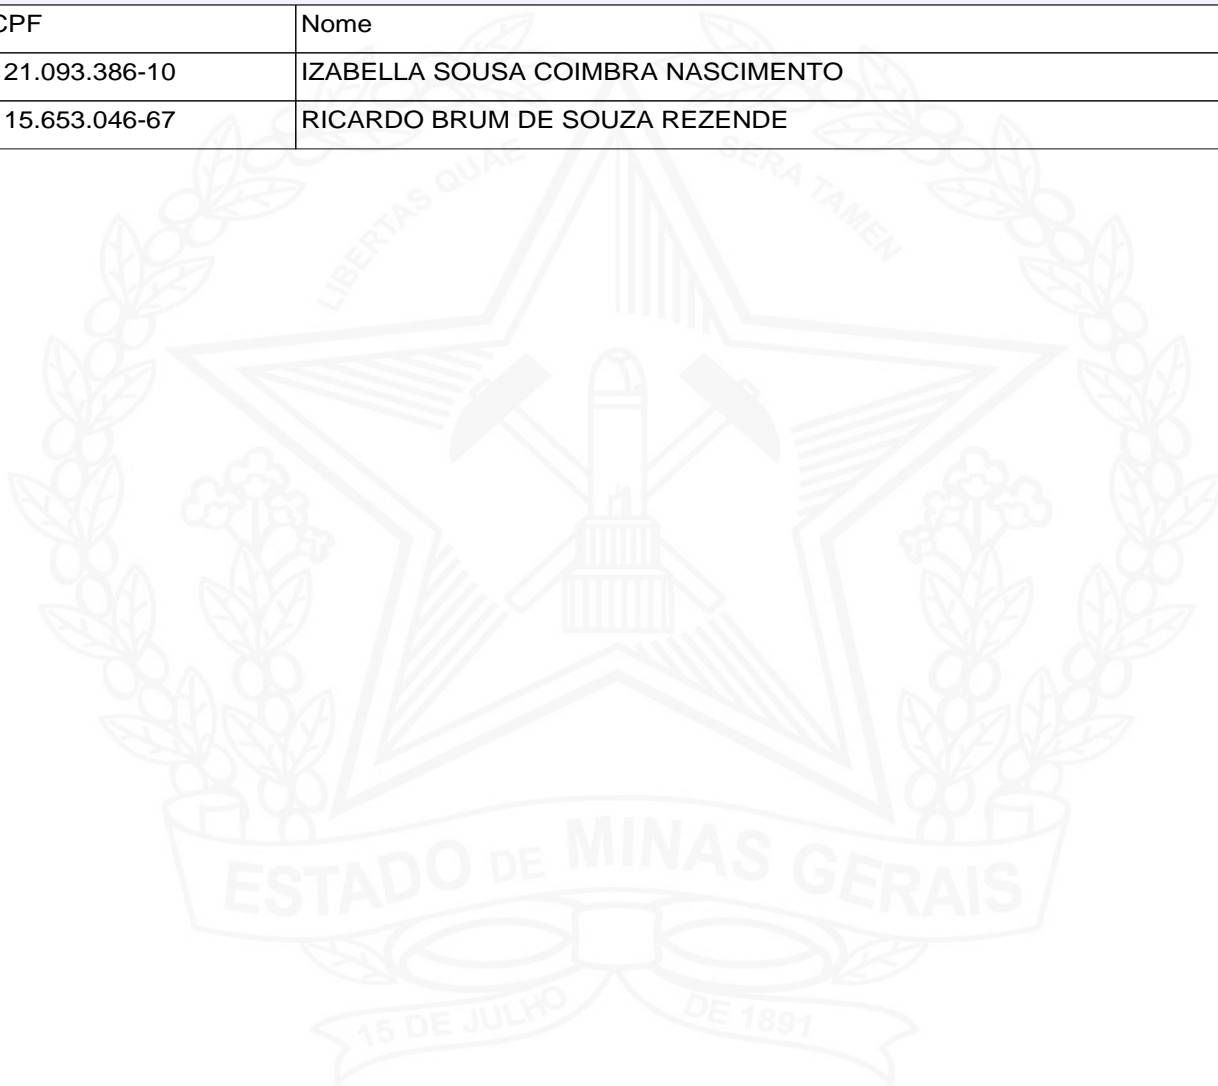 CPF Nome
21.093.386-10 IZABELLA SOUSA COIMBRA NASCIMENTO
15.653.046-67 RICARDO BRUM DE SOUZA REZENDE
LIBERTAS QUAE SERA TAMEN
ESTADO DE MINAS GERAIS
15 DE JULHO DE 1891